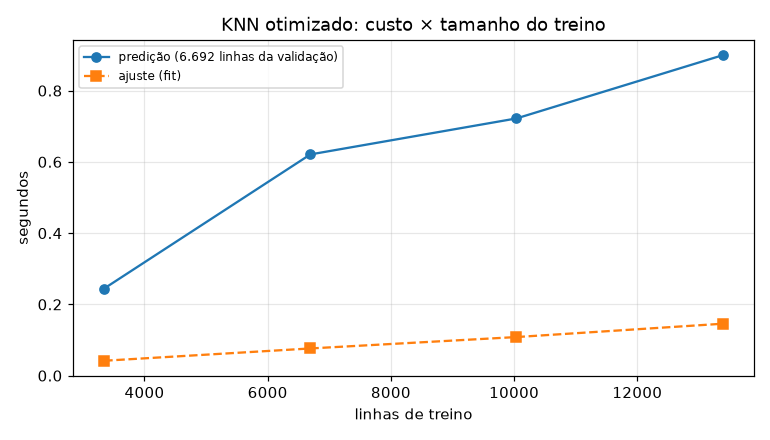 KNN otimizado: custo × tamanho do treino
predição (6.692 linhas da validação)
ajuste (fit)
segundos
0.8
0.6
0.4
0.2
0.0
4000 6000 8000 10000 12000
linhas de treino